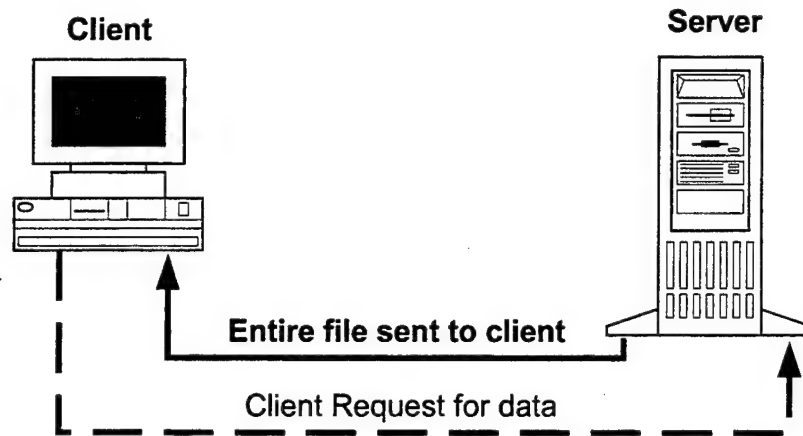 Client
Server
Entire file sent to client
Client Request for data